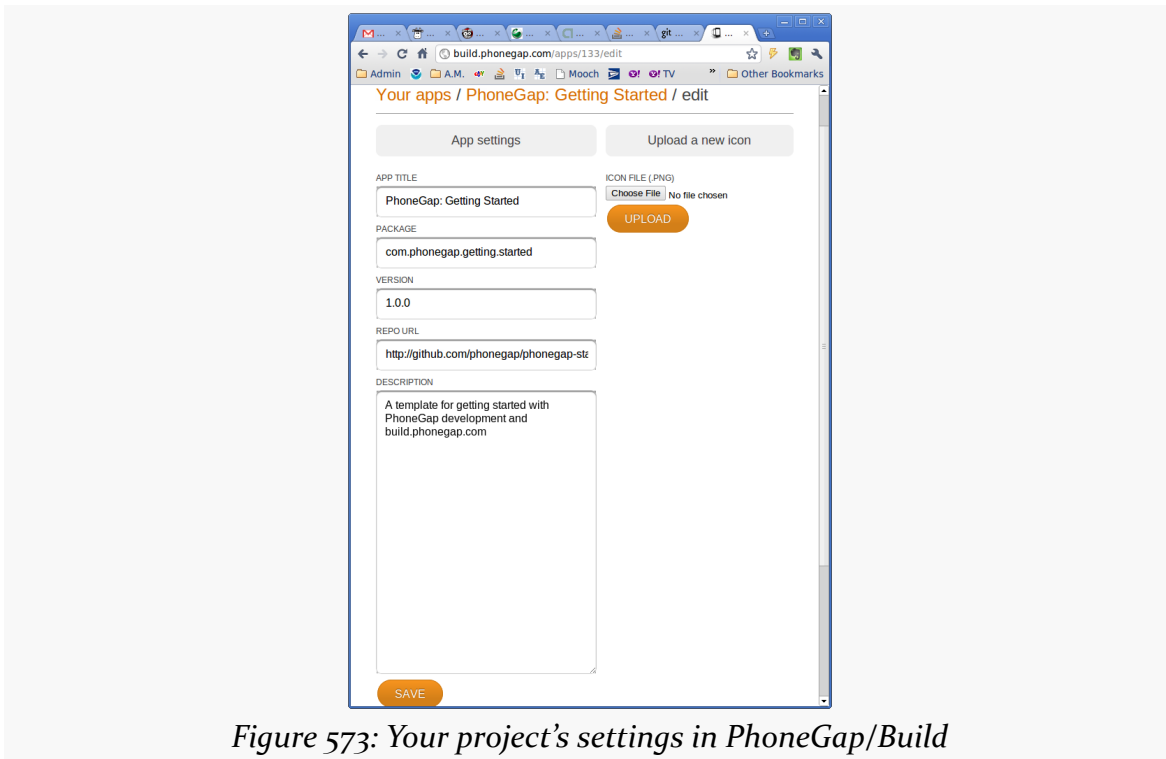 ... ... ... ... ... ... git ... ...
build.phonegap.com/apps/133/edit
Admin A.M. Mooch TV » Other Bookmarks
Your apps / PhoneGap: Getting Started / edit
App settings
Upload a new icon
APP TITLE
PhoneGap: Getting Started
PACKAGE
com.phonegap.getting.started
VERSION
1.0.0
REPO URL
http://github.com/phonegap/phonegap-sta
DESCRIPTION
A template for getting started with
PhoneGap development and
build.phonegap.com
SAVE
ICON FILE (.PNG)
Choose File No file chosen
UPLOAD
Figure 573: Your project's settings in PhoneGap/Build